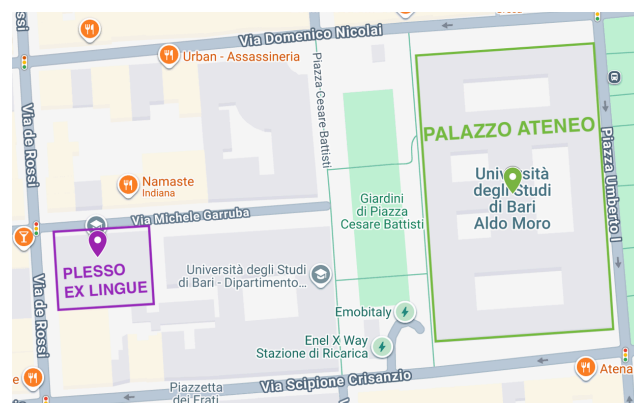 Via Domenico Nicolai
Urban - Assassineria
Piazza Cesare Battisti
Via de Rossi
PALAZZO ATENEO
Piazza Umberto I
Università
degli Studi
di Bari
Aldo Moro
Namaste
Indiana
Giardini
di Piazza
Cesare Battisti
Via Michele Garruba
PLESSO
EX LINGUE
Università degli Studi
di Bari - Dipartimento...
Via de Rossi
Emobitaly
Enel X Way
Stazione di Ricarica
Atena
Via Scipione Crisanzio
Piazzetta
dei Frati